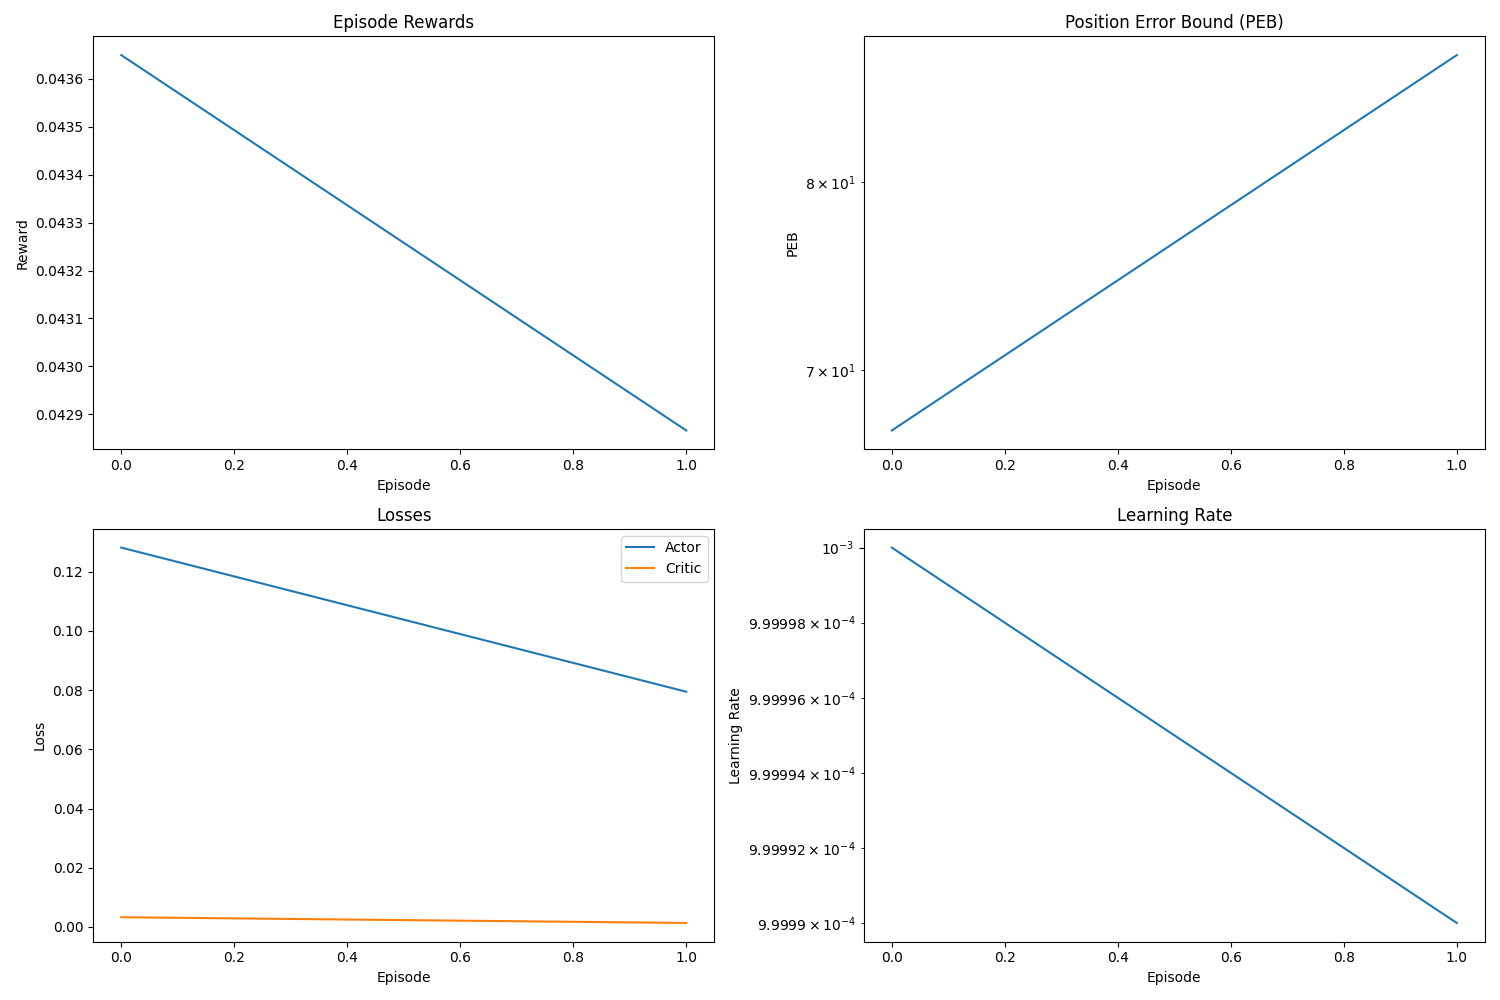 Episode Rewards
Reward
0.0436
0.0435
0.0434
0.0433
0.0432
0.0431
0.0430
0.0429
0.0 0.2 0.4 0.6 0.8 1.0
Episode
Position Error Bound (PEB)
PEB
8 × 10¹
7 × 10¹
0.0 0.2 0.4 0.6 0.8 1.0
Episode
Losses
Loss
0.12
0.10
0.08
0.06
0.04
0.02
0.00
Actor
Critic
0.0 0.2 0.4 0.6 0.8 1.0
Episode
Learning Rate
Learning Rate
10⁻³
9.99998 × 10⁻⁴
9.99996 × 10⁻⁴
9.99994 × 10⁻⁴
9.99992 × 10⁻⁴
9.9999 × 10⁻⁴
0.0 0.2 0.4 0.6 0.8 1.0
Episode